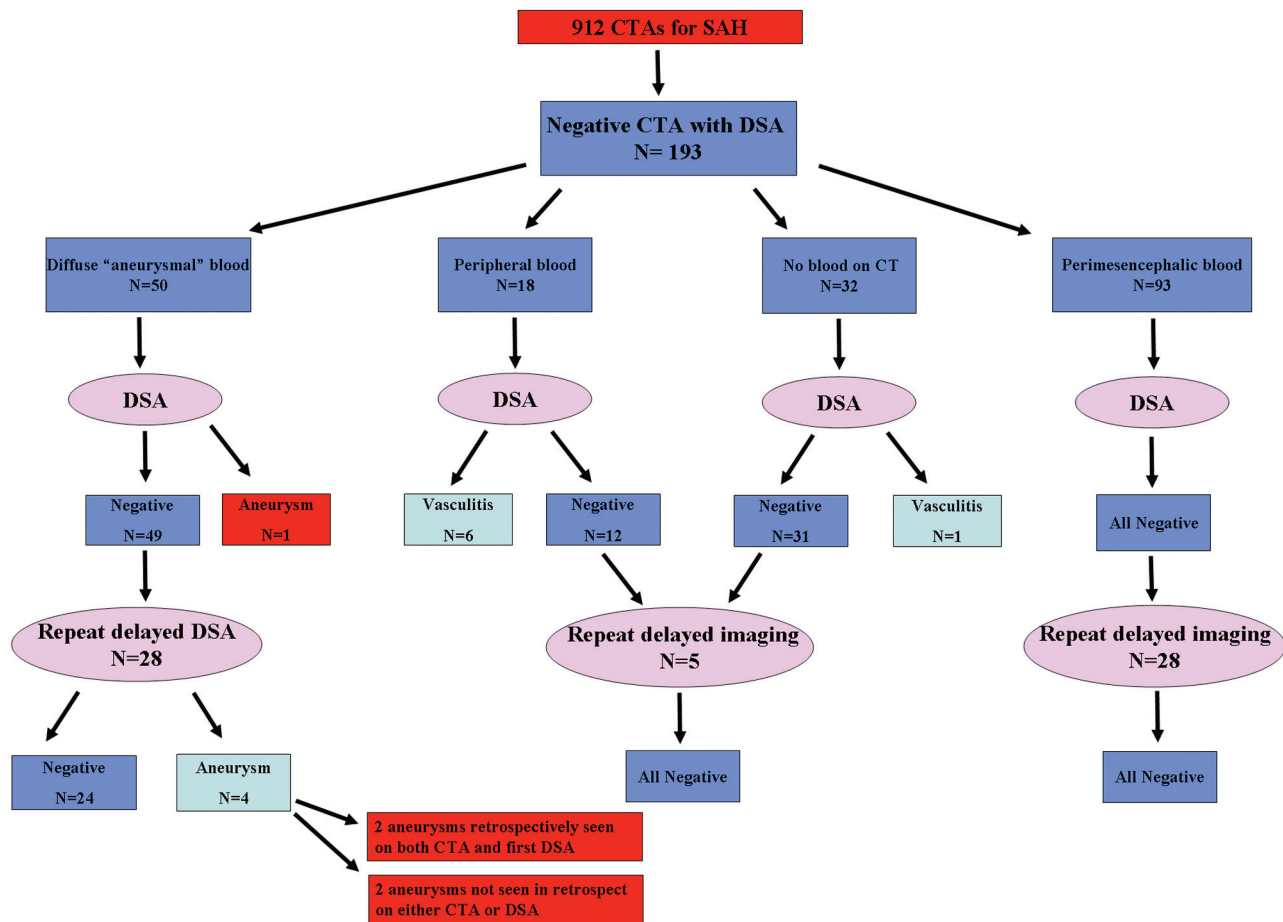 912 CTAs for SAH
Negative CTA with DSA
N= 193
Diffuse “aneurysmal” blood
N=50
Peripheral blood
N=18
No blood on CT
N=32
Perimesencephalic blood
N=93
DSA
DSA
DSA
DSA
Negative
N=49
Aneurysm
N=1
Vasculitis
N=6
Negative
N=12
Negative
N=31
Vasculitis
N=1
All Negative
Repeat delayed DSA
N=28
Repeat delayed imaging
N=5
Repeat delayed imaging
N=28
Negative
N=24
Aneurysm
N=4
All Negative
All Negative
2 aneurysms retrospectively seen
on both CTA and first DSA
2 aneurysms not seen in retrospect
on either CTA or DSA